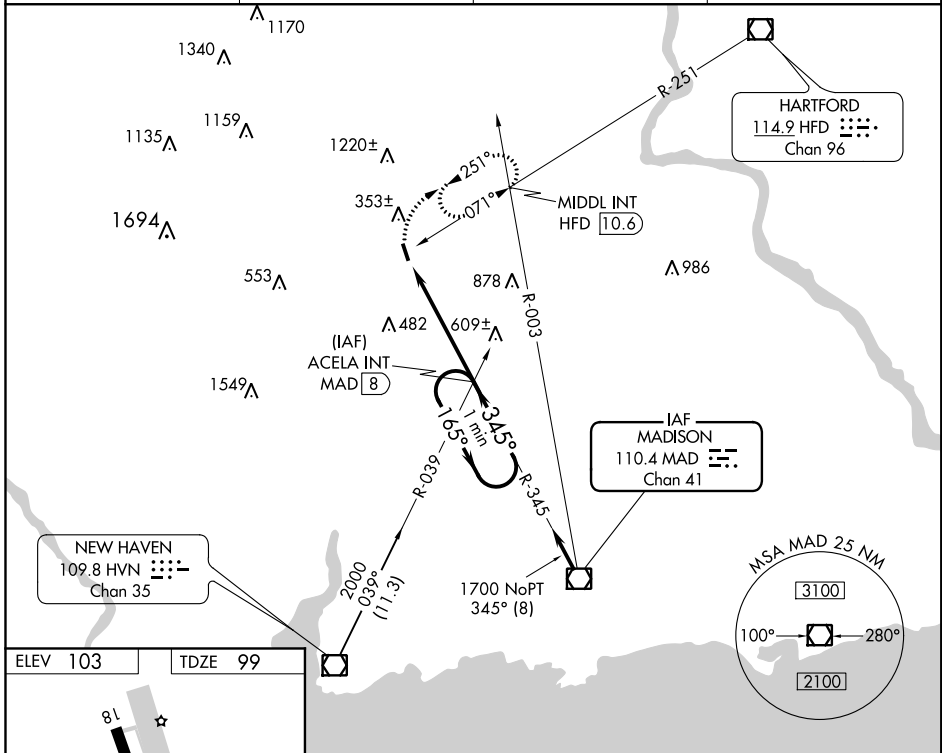 1170
1340
1135
1159
1220±
353±
1694
553
482
609±
878
986
1549
R-251
HARTFORD
114.9 HFD
Chan 96
251°
071°
MIDDL INT
HFD 10.6
R-003
(IAF)
ACELA INT
MAD 8
345°
1 min
165°
R-039
R-345
IAF
MADISON
110.4 MAD
Chan 41
NEW HAVEN
109.8 HVN
Chan 35
2000
039°
(11.3)
1700 NoPT
345° (8)
MSA MAD 25 NM
3100
100°
280°
2100
ELEV 103
TDZE 99
18